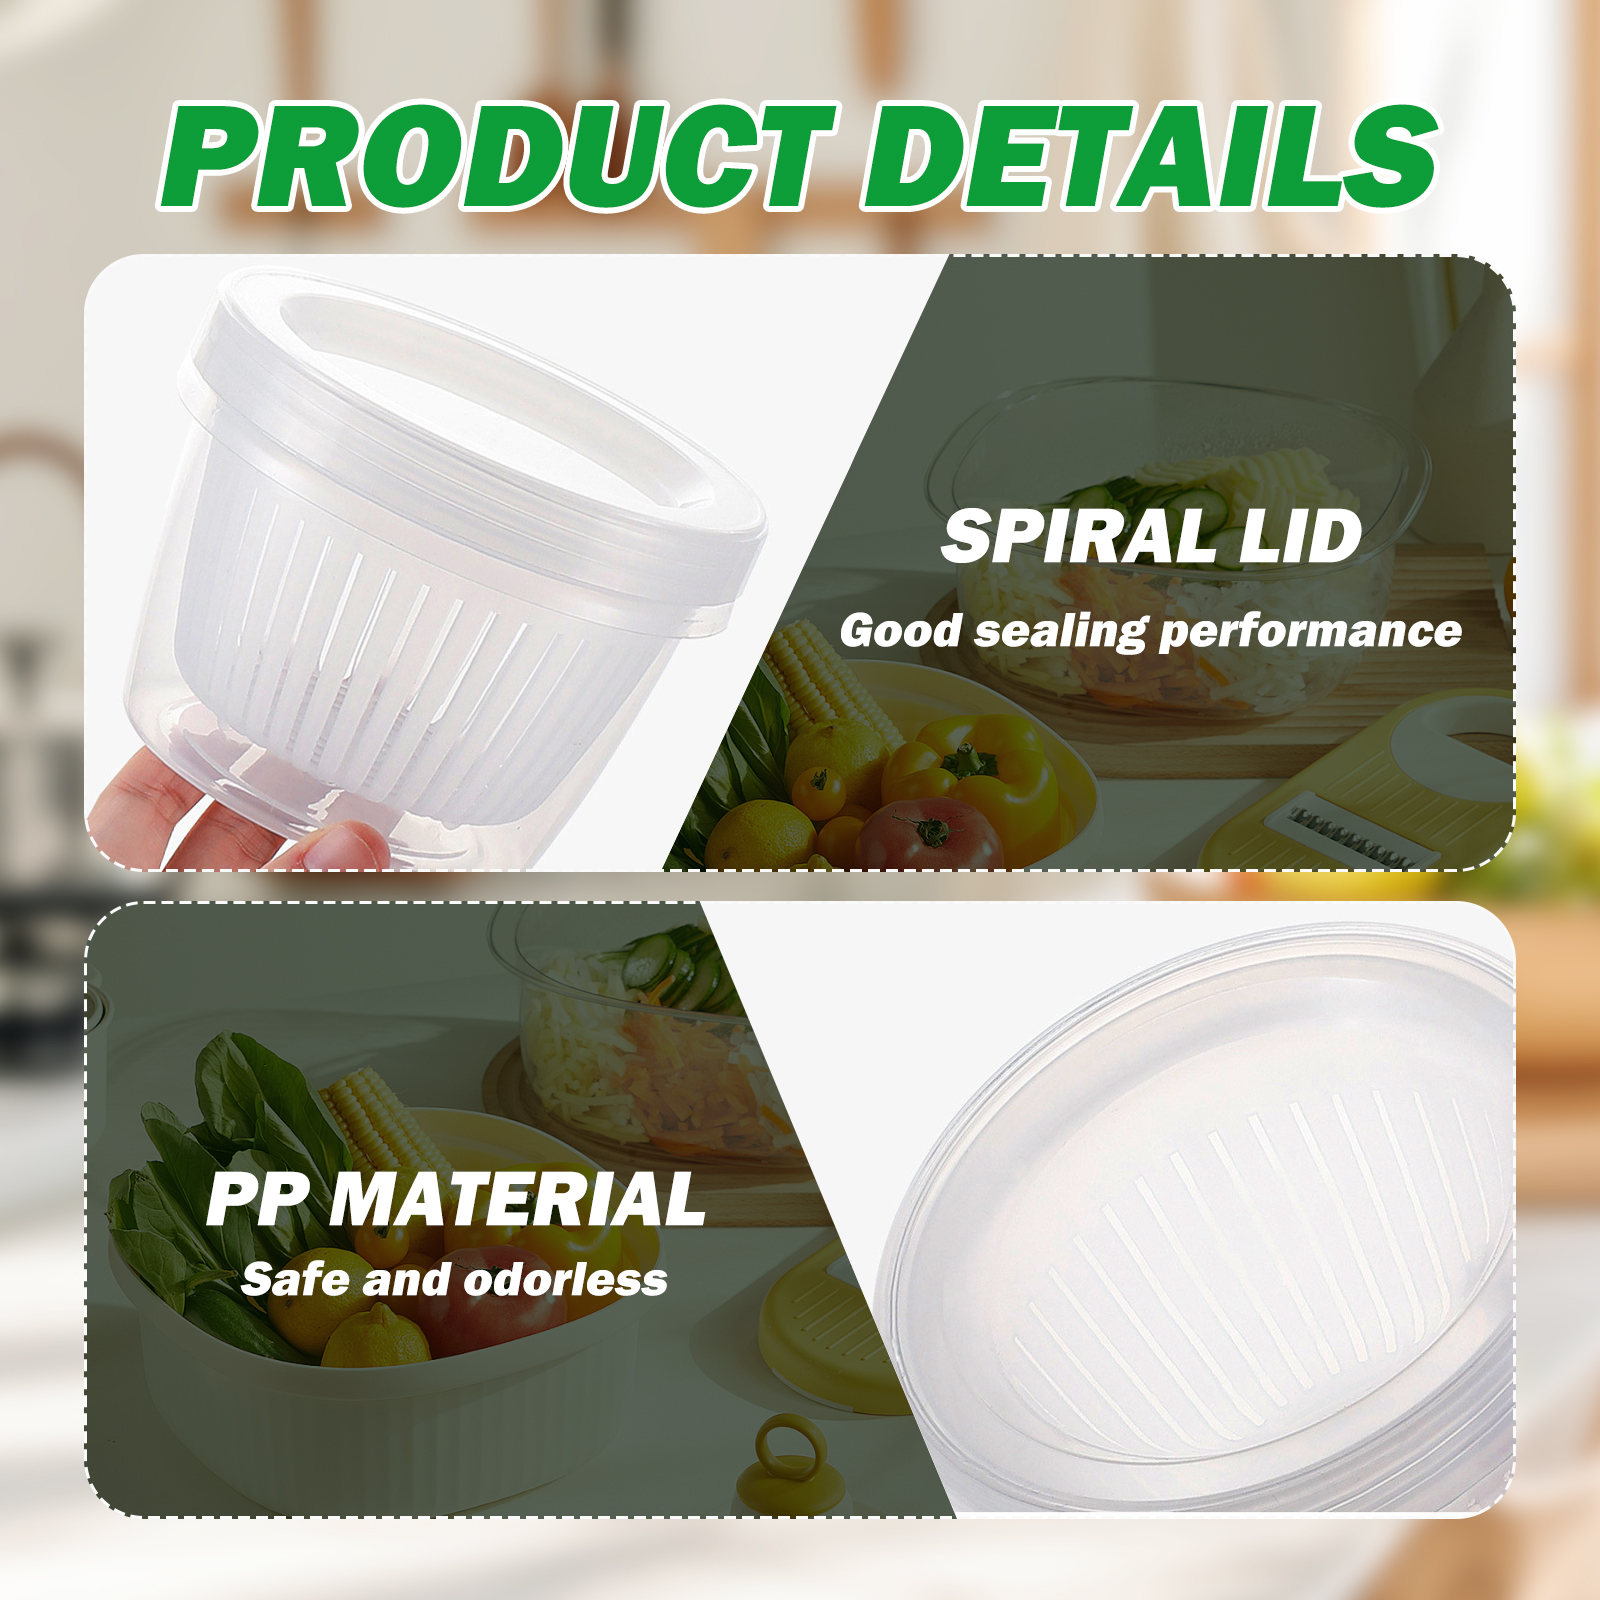 PRODUCT DETAILS
SPIRAL LID
Good sealing performance
PP MATERIAL
Safe and odorless